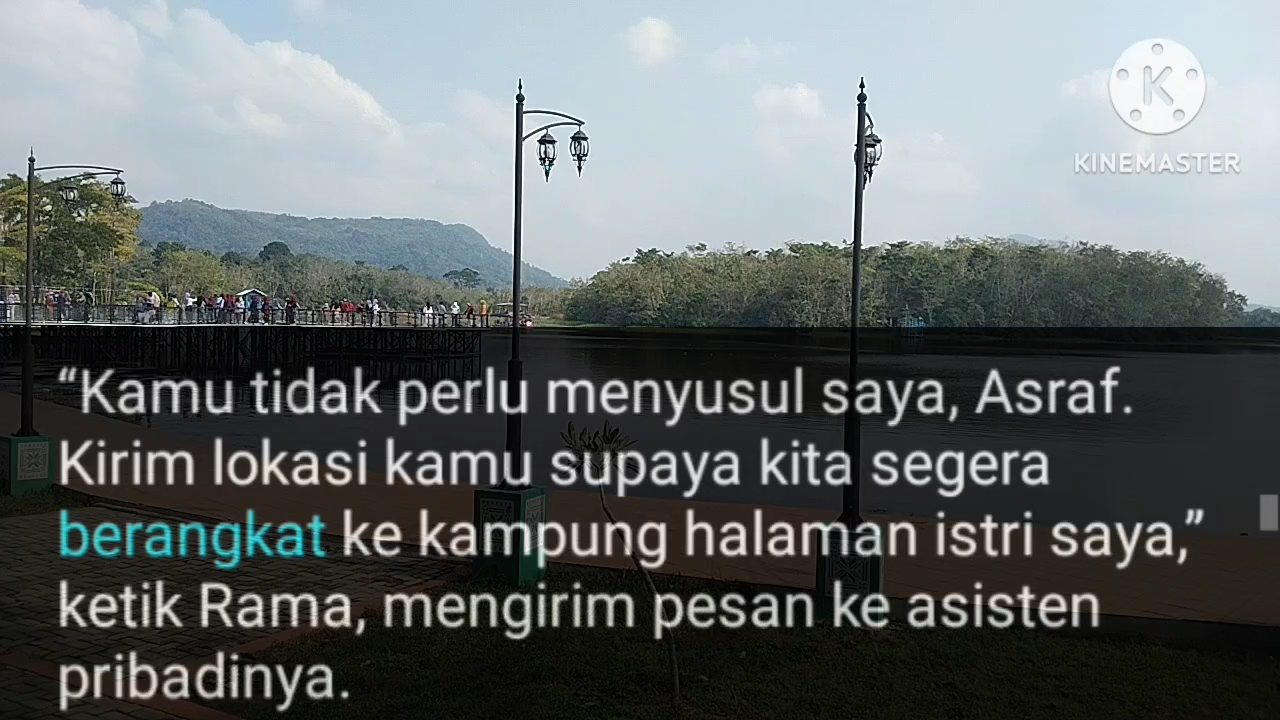 KINEMASTER
“Kamu tidak perlu menyusul saya, Asraf.
Kirim lokasi kamu supaya kita segera
berangkat ke kampung halaman istri saya,”
ketik Rama, mengirim pesan ke asisten
pribadinya.